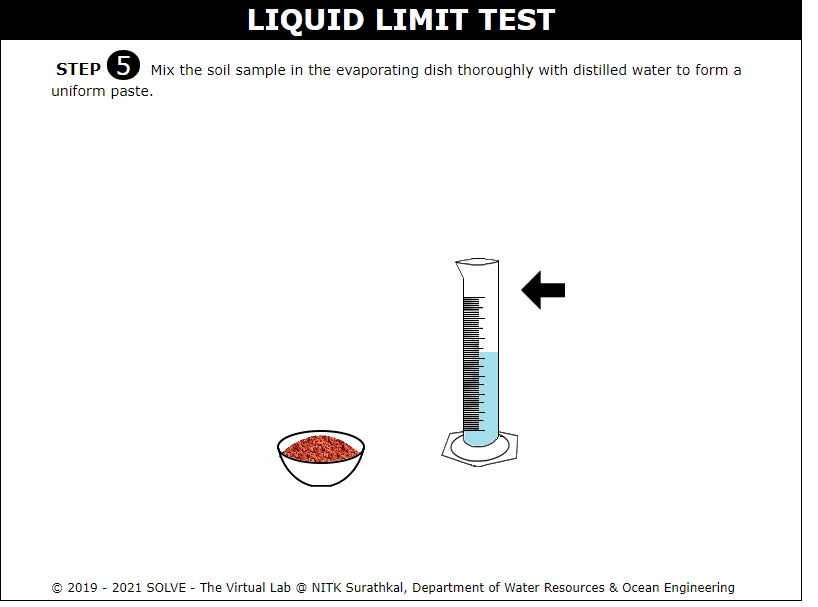 LIQUID LIMIT TEST
STEP 5 Mix the soil sample in the evaporating dish thoroughly with distilled water to form a
uniform paste.
© 2019 - 2021 SOLVE - The Virtual Lab @ NITK Surathkal, Department of Water Resources & Ocean Engineering